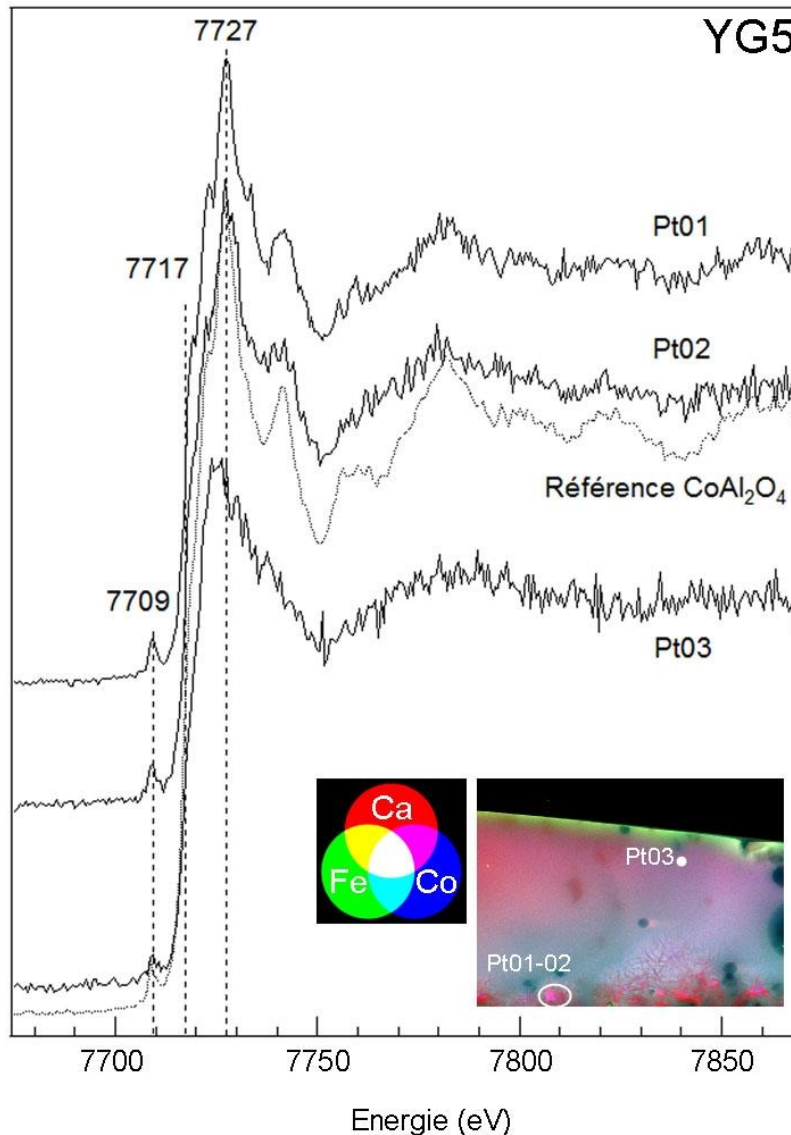 YG5
7727
Pt01
7717
Pt02
Référence CoAl₂O₄
7709
Pt03
Ca
Fe
Co
Pt03
Pt01-02
7700
7750
7800
7850
Energie (eV)